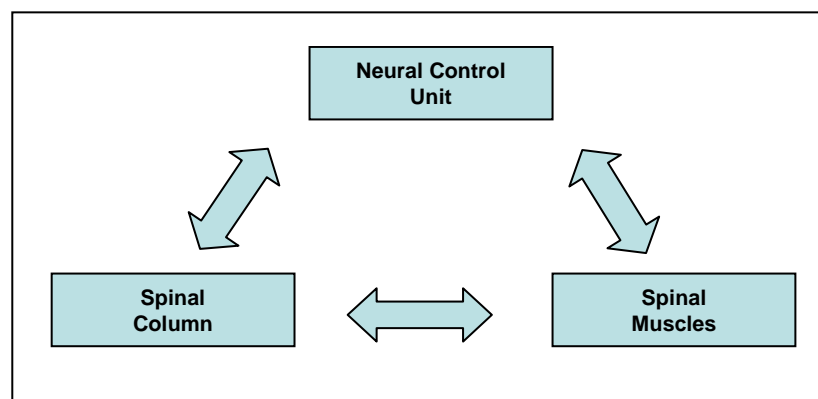 Neural Control
Unit
Spinal
Column
Spinal
Muscles